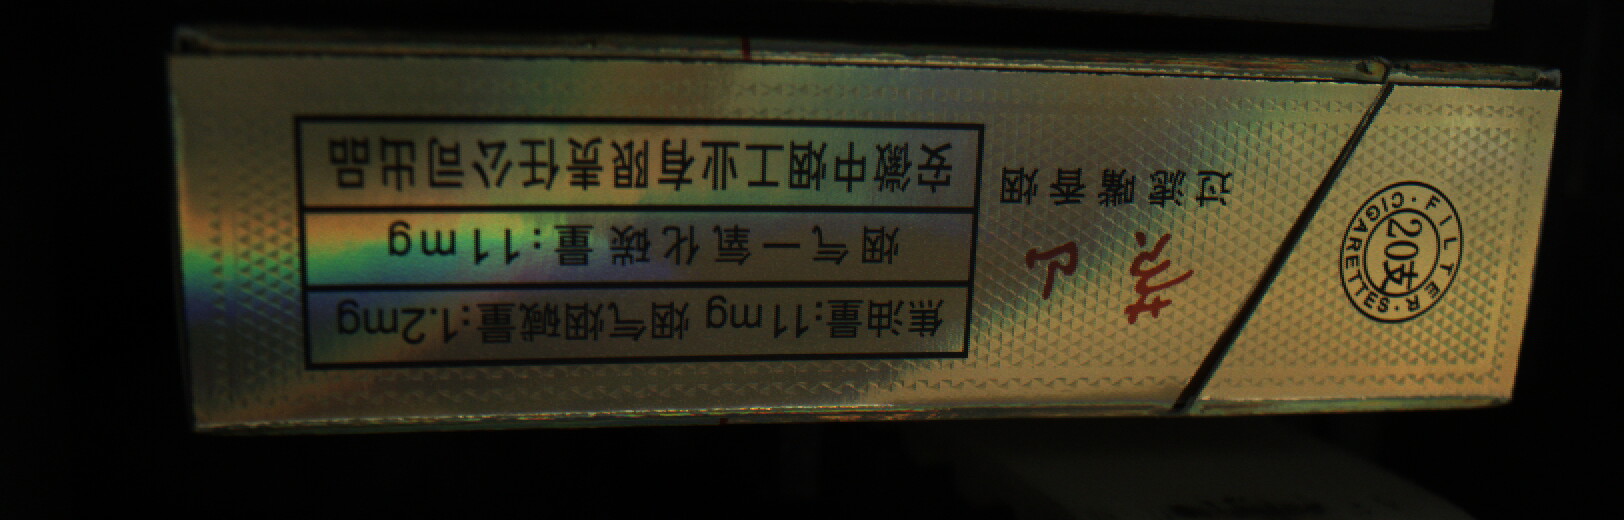 FILTER·CIGARETTES·
20支
黄山
过滤嘴香烟
焦油量:11mg 烟气烟碱量:1.2mg
烟气一氧化碳量:11mg
安徽中烟工业有限责任公司出品